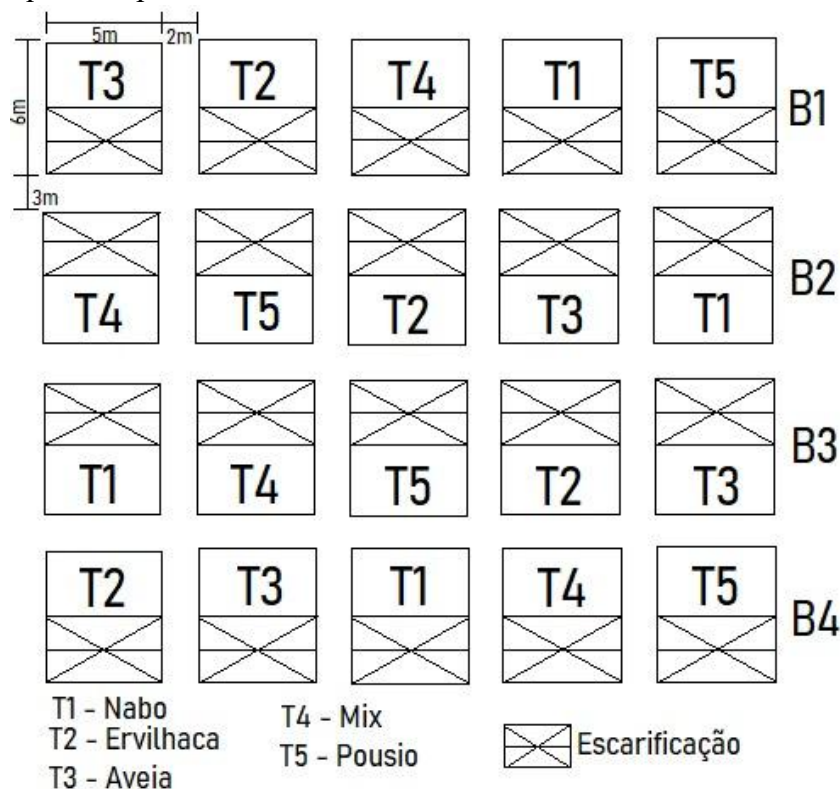 5m 2m
6m
T3 T2 T4 T1 T5 B1
3m
T4 T5 T2 T3 T1 B2
T1 T4 T5 T2 T3 B3
T2 T3 T1 T4 T5 B4
T1 - Nabo
T2 - Ervilhaca
T3 - Aveia
T4 - Mix
T5 - Pousio
Escarificação